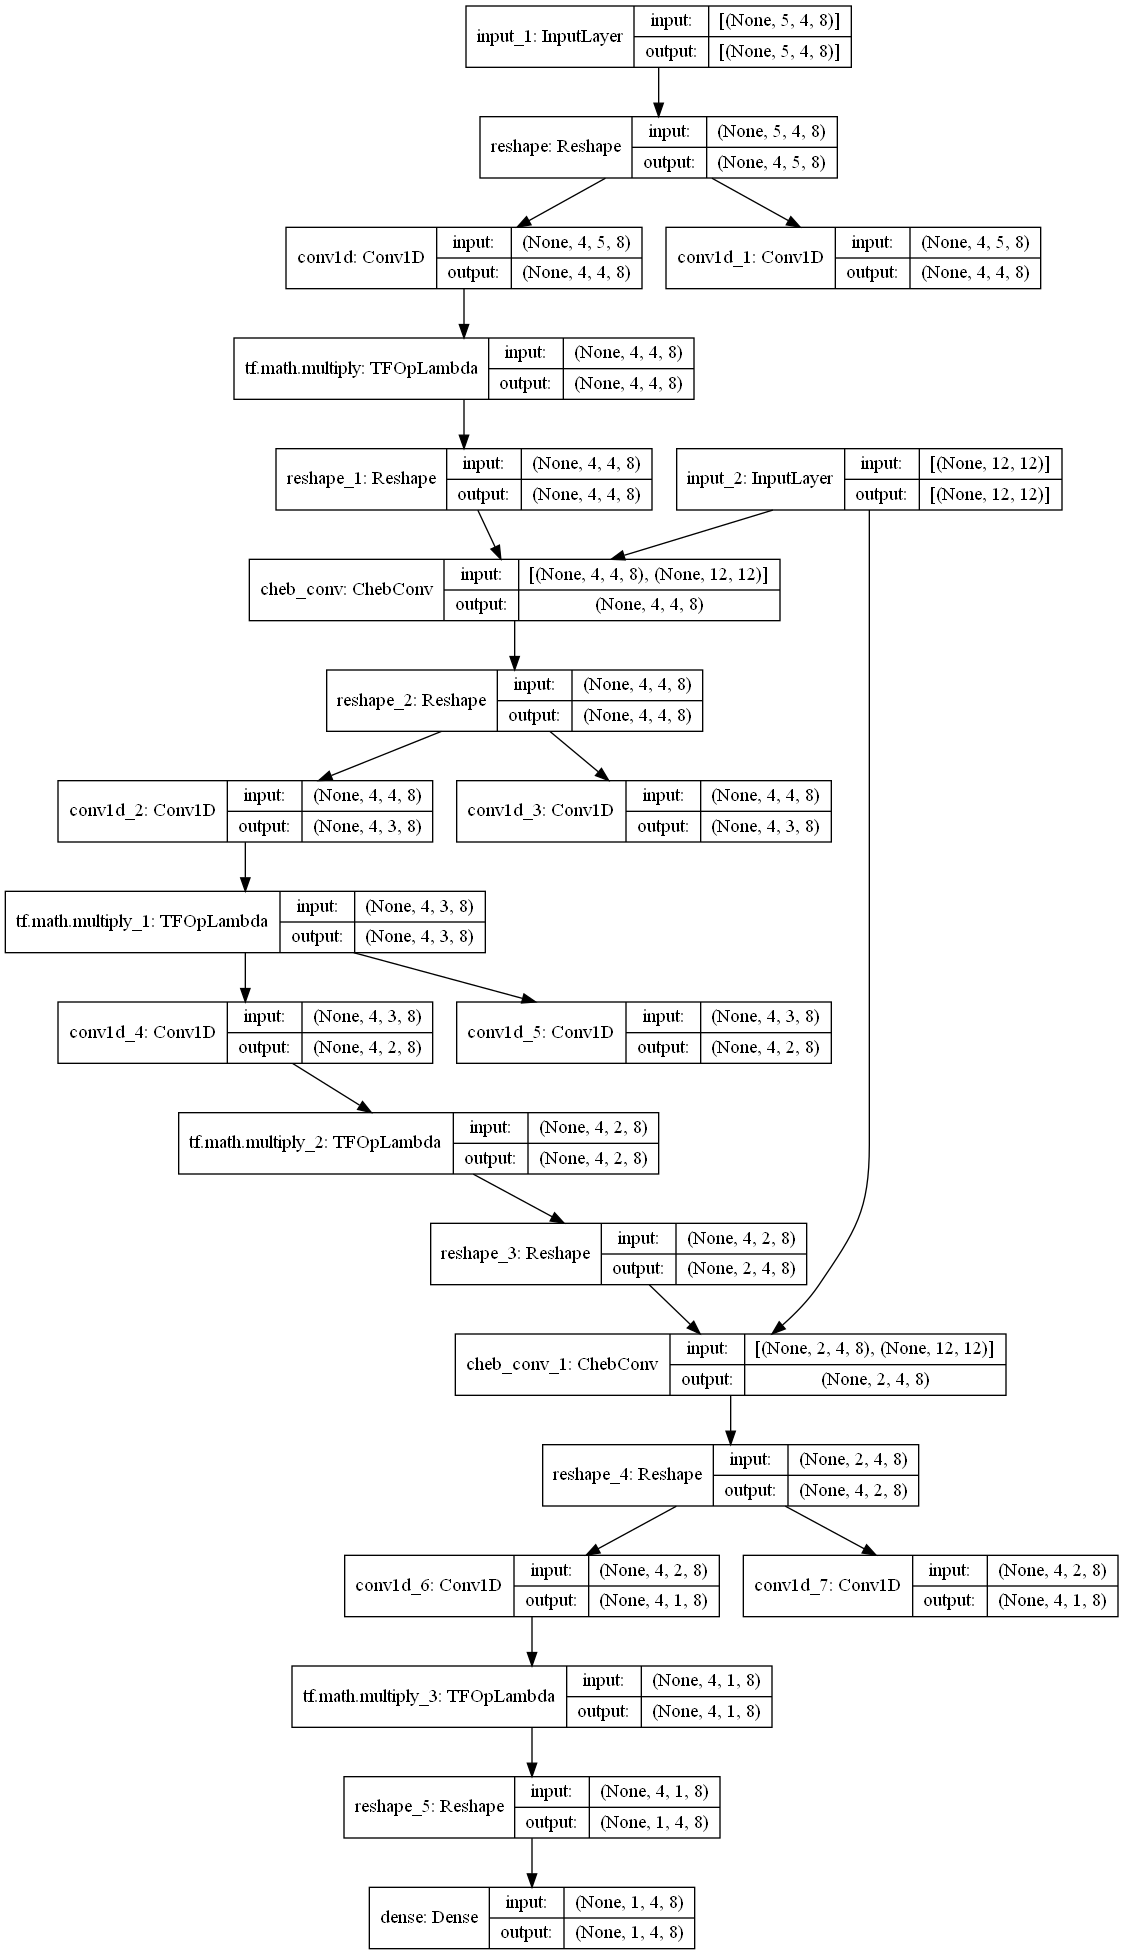 input_1: InputLayer
input: [(None, 5, 4, 8)]
output: [(None, 5, 4, 8)]
reshape: Reshape
input: (None, 5, 4, 8)
output: (None, 4, 5, 8)
conv1d: Conv1D
input: (None, 4, 5, 8)
output: (None, 4, 4, 8)
conv1d_1: Conv1D
input: (None, 4, 5, 8)
output: (None, 4, 4, 8)
tf.math.multiply: TFOpLambda
input: (None, 4, 4, 8)
output: (None, 4, 4, 8)
reshape_1: Reshape
input: (None, 4, 4, 8)
output: (None, 4, 4, 8)
input_2: InputLayer
input: [(None, 12, 12)]
output: [(None, 12, 12)]
cheb_conv: ChebConv
input: [(None, 4, 4, 8), (None, 12, 12)]
output: (None, 4, 4, 8)
reshape_2: Reshape
input: (None, 4, 4, 8)
output: (None, 4, 4, 8)
conv1d_2: Conv1D
input: (None, 4, 4, 8)
output: (None, 4, 3, 8)
conv1d_3: Conv1D
input: (None, 4, 4, 8)
output: (None, 4, 3, 8)
tf.math.multiply_1: TFOpLambda
input: (None, 4, 3, 8)
output: (None, 4, 3, 8)
conv1d_4: Conv1D
input: (None, 4, 3, 8)
output: (None, 4, 2, 8)
conv1d_5: Conv1D
input: (None, 4, 3, 8)
output: (None, 4, 2, 8)
tf.math.multiply_2: TFOpLambda
input: (None, 4, 2, 8)
output: (None, 4, 2, 8)
reshape_3: Reshape
input: (None, 4, 2, 8)
output: (None, 2, 4, 8)
cheb_conv_1: ChebConv
input: [(None, 2, 4, 8), (None, 12, 12)]
output: (None, 2, 4, 8)
reshape_4: Reshape
input: (None, 2, 4, 8)
output: (None, 4, 2, 8)
conv1d_6: Conv1D
input: (None, 4, 2, 8)
output: (None, 4, 1, 8)
conv1d_7: Conv1D
input: (None, 4, 2, 8)
output: (None, 4, 1, 8)
tf.math.multiply_3: TFOpLambda
input: (None, 4, 1, 8)
output: (None, 4, 1, 8)
reshape_5: Reshape
input: (None, 4, 1, 8)
output: (None, 1, 4, 8)
dense: Dense
input: (None, 1, 4, 8)
output: (None, 1, 4, 8)